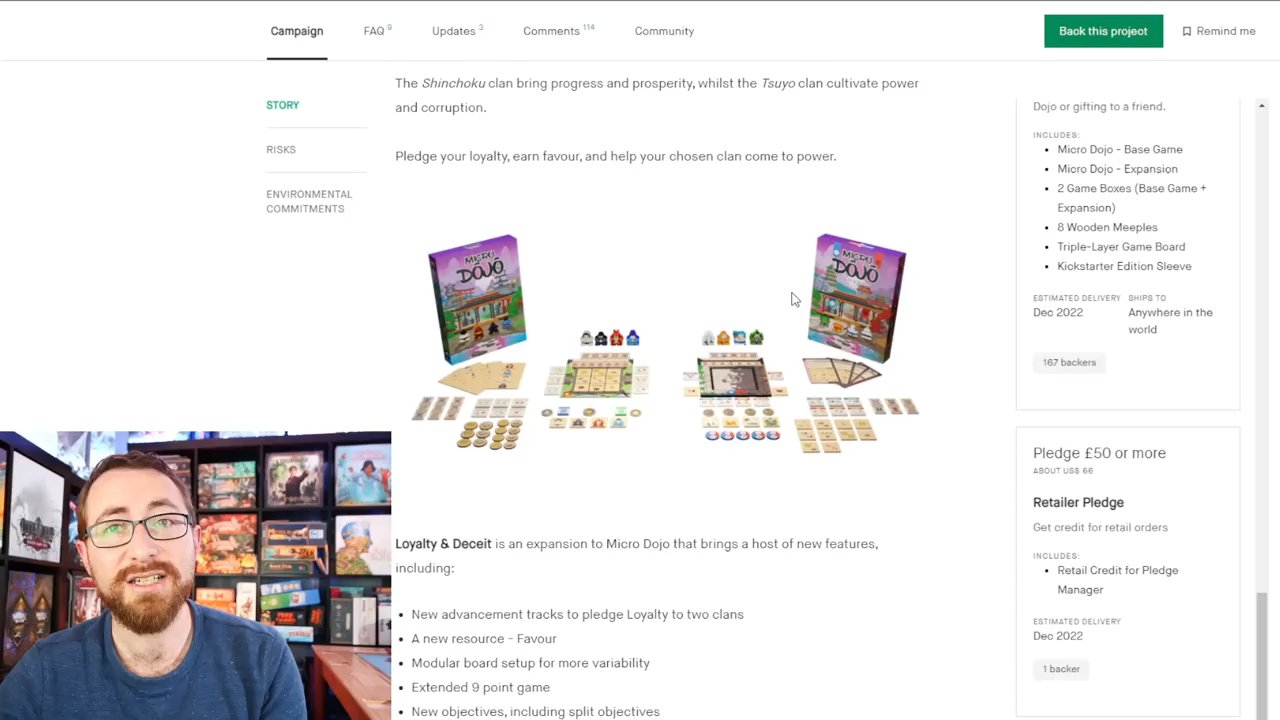 Campaign
FAQ 9
Updates 3
Comments 114
Community
Back this project
Remind me
STORY
RISKS
ENVIRONMENTAL
COMMITMENTS
The Shinchoku clan bring progress and prosperity, whilst the Tsuyo clan cultivate power
and corruption.
Pledge your loyalty, earn favour, and help your chosen clan come to power.
MICRO
DOJO
MICRO
DOJO
Loyalty & Deceit is an expansion to Micro Dojo that brings a host of new features,
including:
• New advancement tracks to pledge Loyalty to two clans
• A new resource - Favour
• Modular board setup for more variability
• Extended 9 point game
• New objectives, including split objectives
Dojo or gifting to a friend.
INCLUDES:
• Micro Dojo - Base Game
• Micro Dojo - Expansion
• 2 Game Boxes (Base Game +
Expansion)
• 8 Wooden Meeples
• Triple-Layer Game Board
• Kickstarter Edition Sleeve
ESTIMATED DELIVERY
Dec 2022
SHIPS TO
Anywhere in the
world
167 backers
Pledge £50 or more
ABOUT US$ 66
Retailer Pledge
Get credit for retail orders
INCLUDES:
• Retail Credit for Pledge
Manager
ESTIMATED DELIVERY
Dec 2022
1 backer